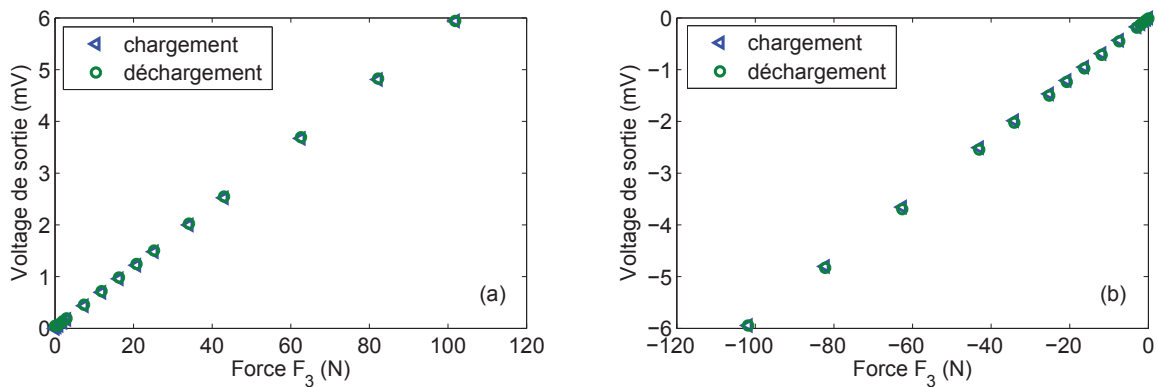 6
5
4
3
2
1
0
0 20 40 60 80 100 120
Voltage de sortie (mV)
Force F3 (N)
chargement
déchargement
(a)
0
−1
−2
−3
−4
−5
−6
−120 −100 −80 −60 −40 −20 0
Voltage de sortie (mV)
Force F3 (N)
chargement
déchargement
(b)